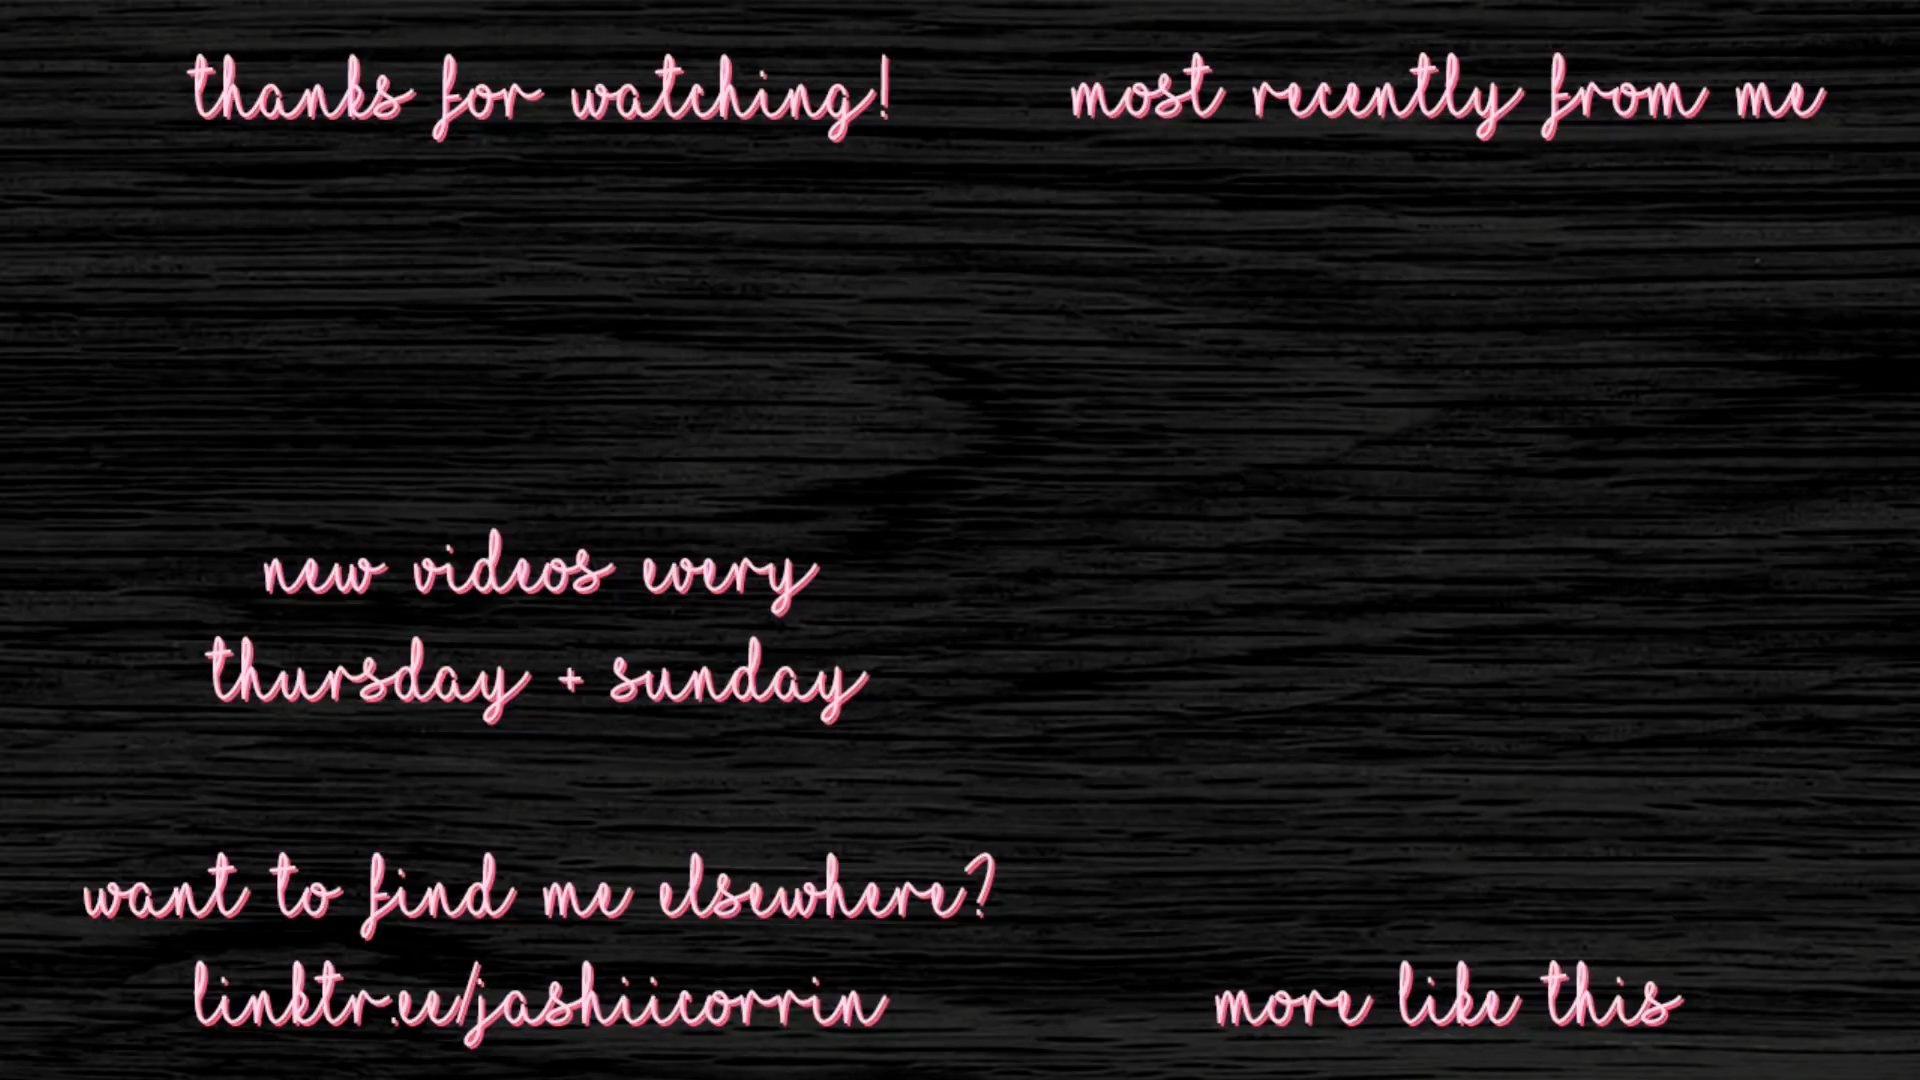 thanks for watching!
most recently from me
new videos every
thursday + sunday
want to find me elsewhere?
linktr.ee/jashiicorrin
more like this